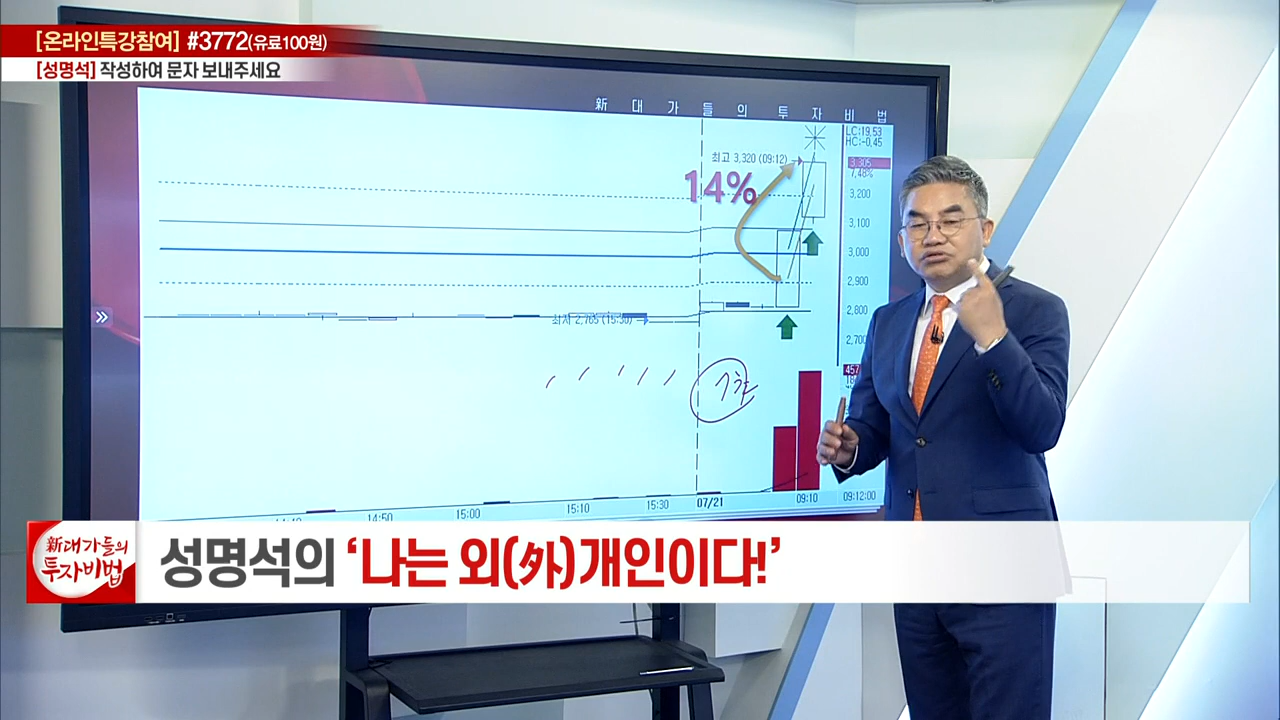 [온라인특강참여] #3772(유료100원)
[성명석] 작성하여 문자 보내주세요
新 대 가 들 의 투 자 비 법
LC:19.53
HC:-0.45
최고 3,320 (09:12)
3,305
7.48%
14%
3,200
3,100
3,000
2,900
2,800
최저 2,765 (15:30)
2,70
457
14:50
15:00
15:10
15:30
07/21
09:10
09:12:00
新대가들의
투자비법
성명석의 ‘나는 외(外)개인이다!’